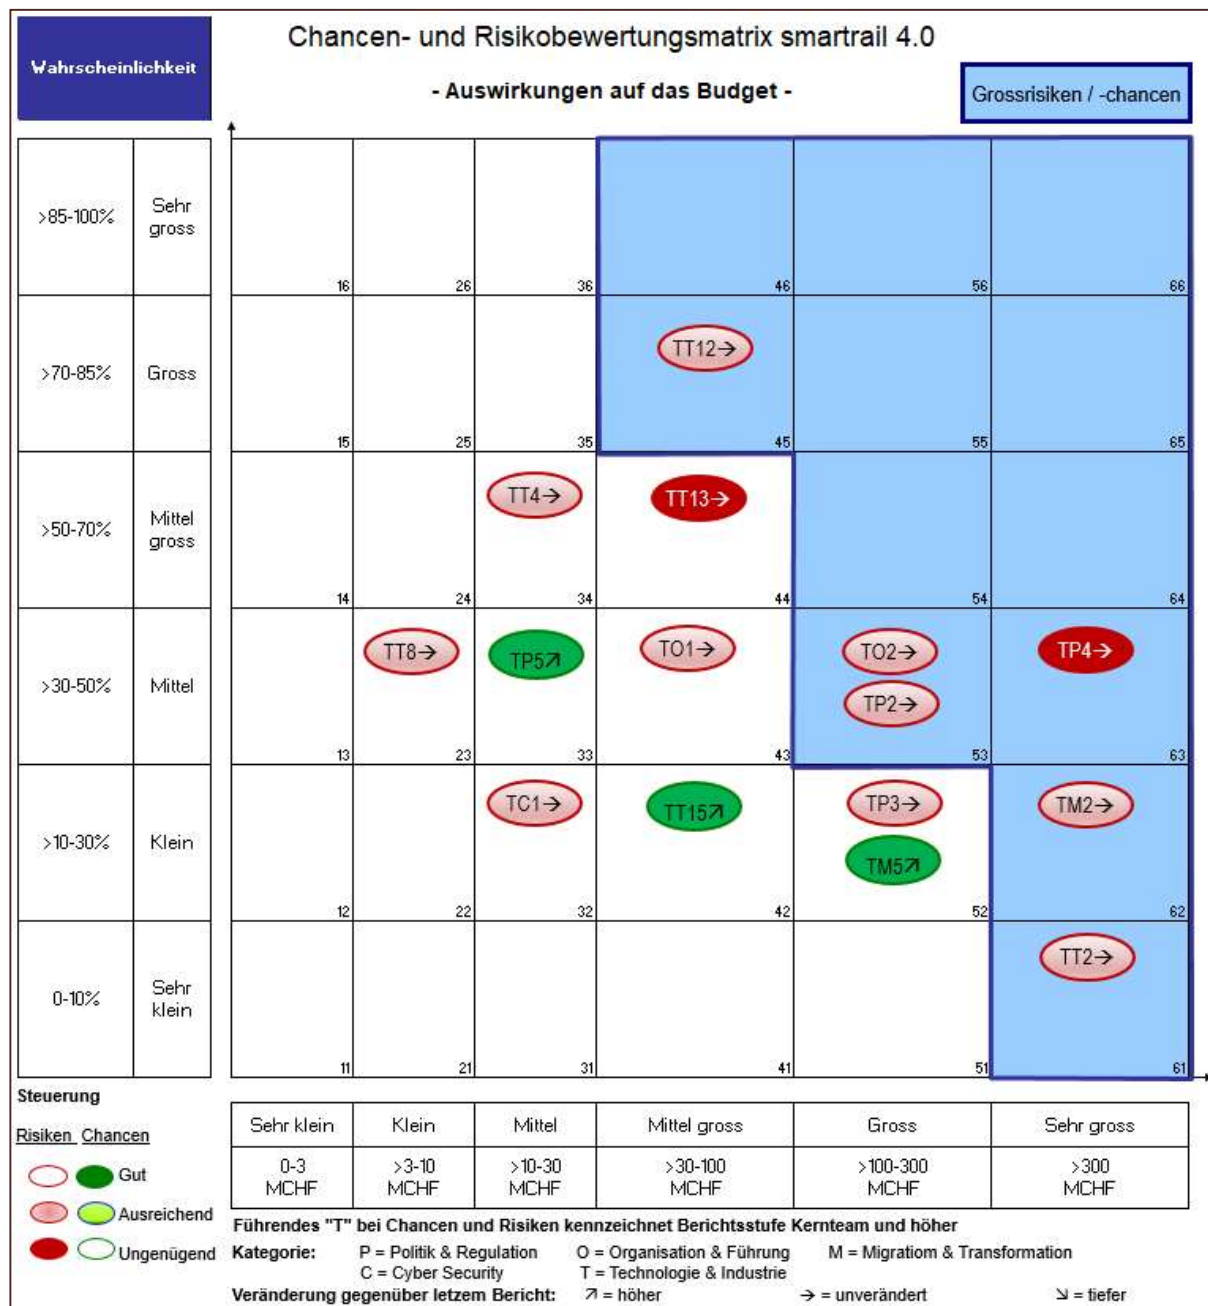 Chancen- und Risikobewertungsmatrix smartrail 4.0
Wahrscheinlichkeit
- Auswirkungen auf das Budget -
Grossrisiken / -chancen
>85-100% Sehr gross 16 26 36 46 56 66
TT12→
>70-85% Gross 15 25 35 45 55 65
TT4→ TT13→
>50-70% Mittel gross 14 24 34 44 54 64
TT8→ TP5↗ TO1→ TO2→ TP4→
TP2→
>30-50% Mittel 13 23 33 43 53 63
TC1→ TT15↗ TP3→ TM2→
TM5↗
>10-30% Klein 12 22 32 42 52 62
TT2→
0-10% Sehr klein 11 21 31 41 51 61
Sehr klein Klein Mittel Mittel gross Gross Sehr gross
0-3 MCHF >3-10 MCHF >10-30 MCHF >30-100 MCHF >100-300 MCHF >300 MCHF
Steuerung
Risiken Chancen
Gut
Ausreichend
Ungenügend
Führendes "T" bei Chancen und Risiken kennzeichnet Berichtsstufe Kernteam und höher
Kategorie: P = Politik & Regulation O = Organisation & Führung M = Migratiom & Transformation
C = Cyber Security T = Technologie & Industrie
Veränderung gegenüber letzem Bericht: ↗ = höher → = unverändert ↘ = tiefer